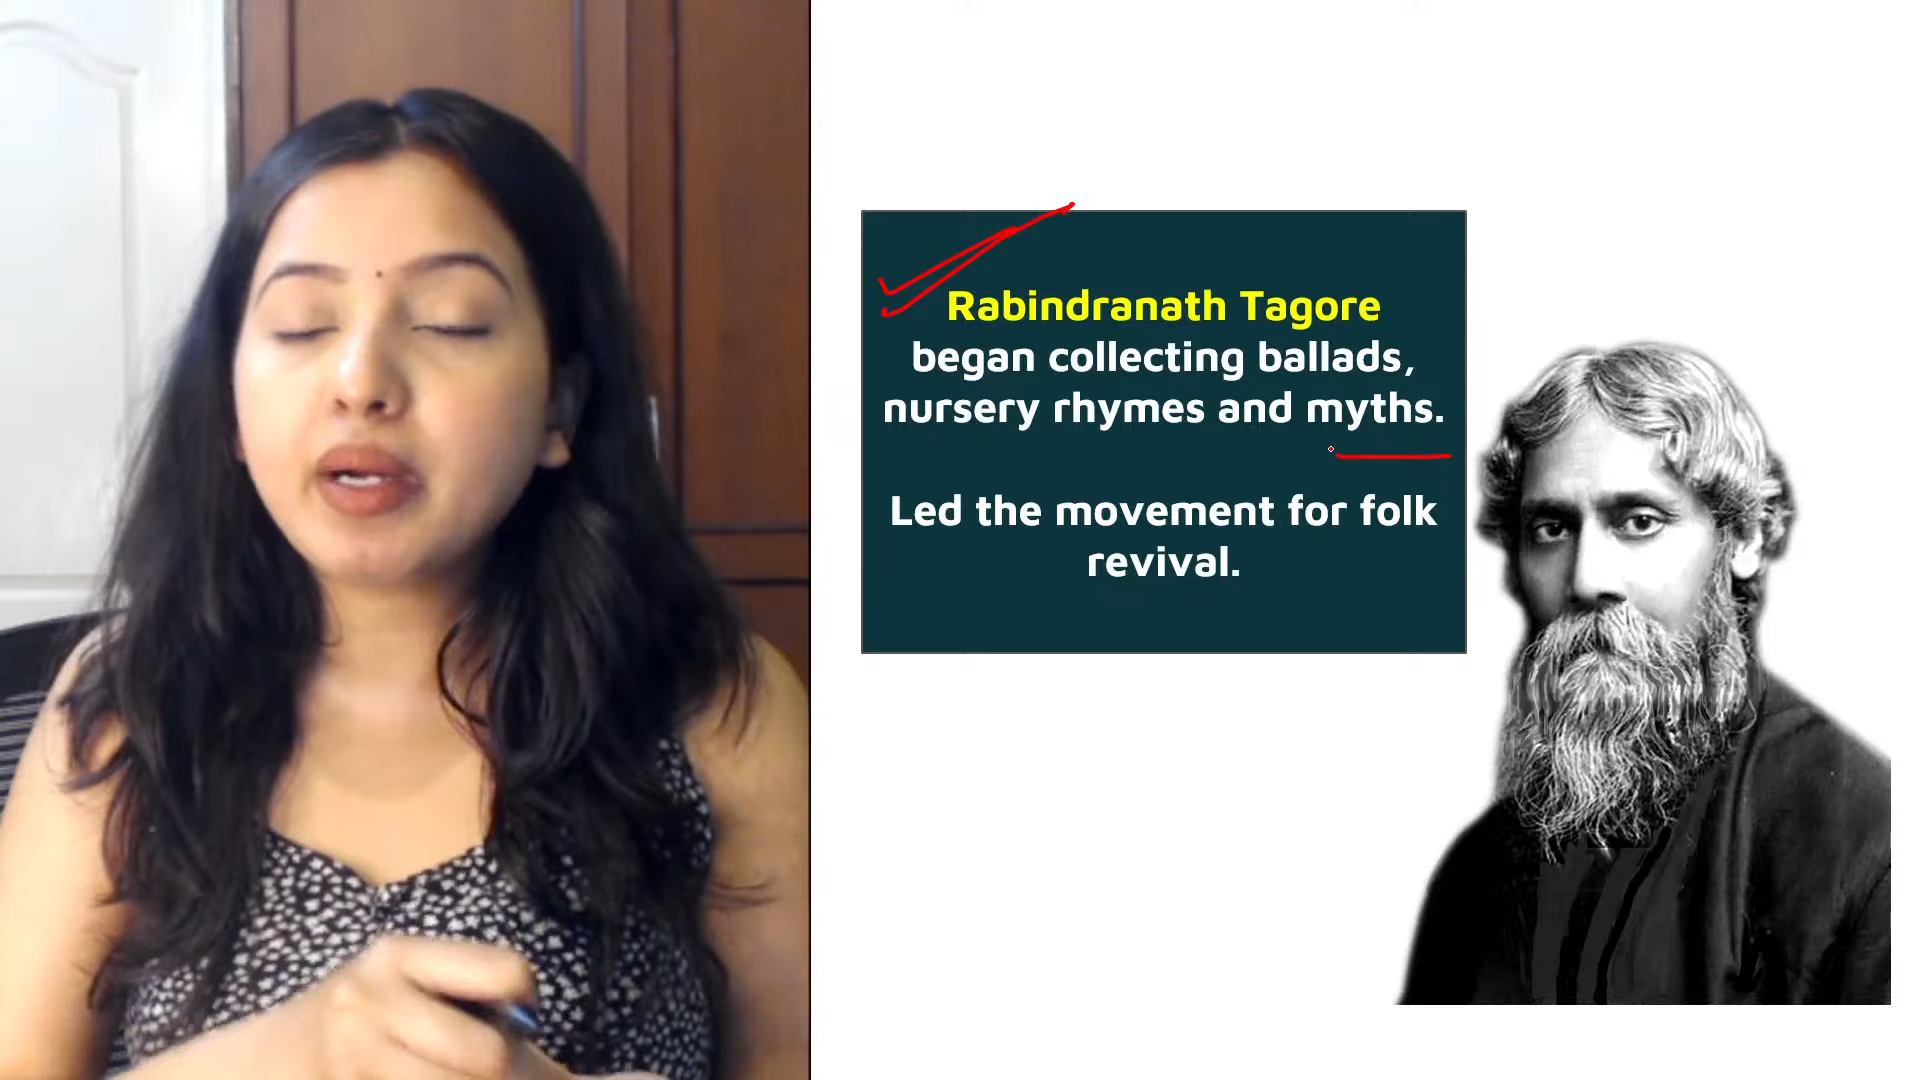 Rabindranath Tagore
began collecting ballads,
nursery rhymes and myths.
Led the movement for folk
revival.